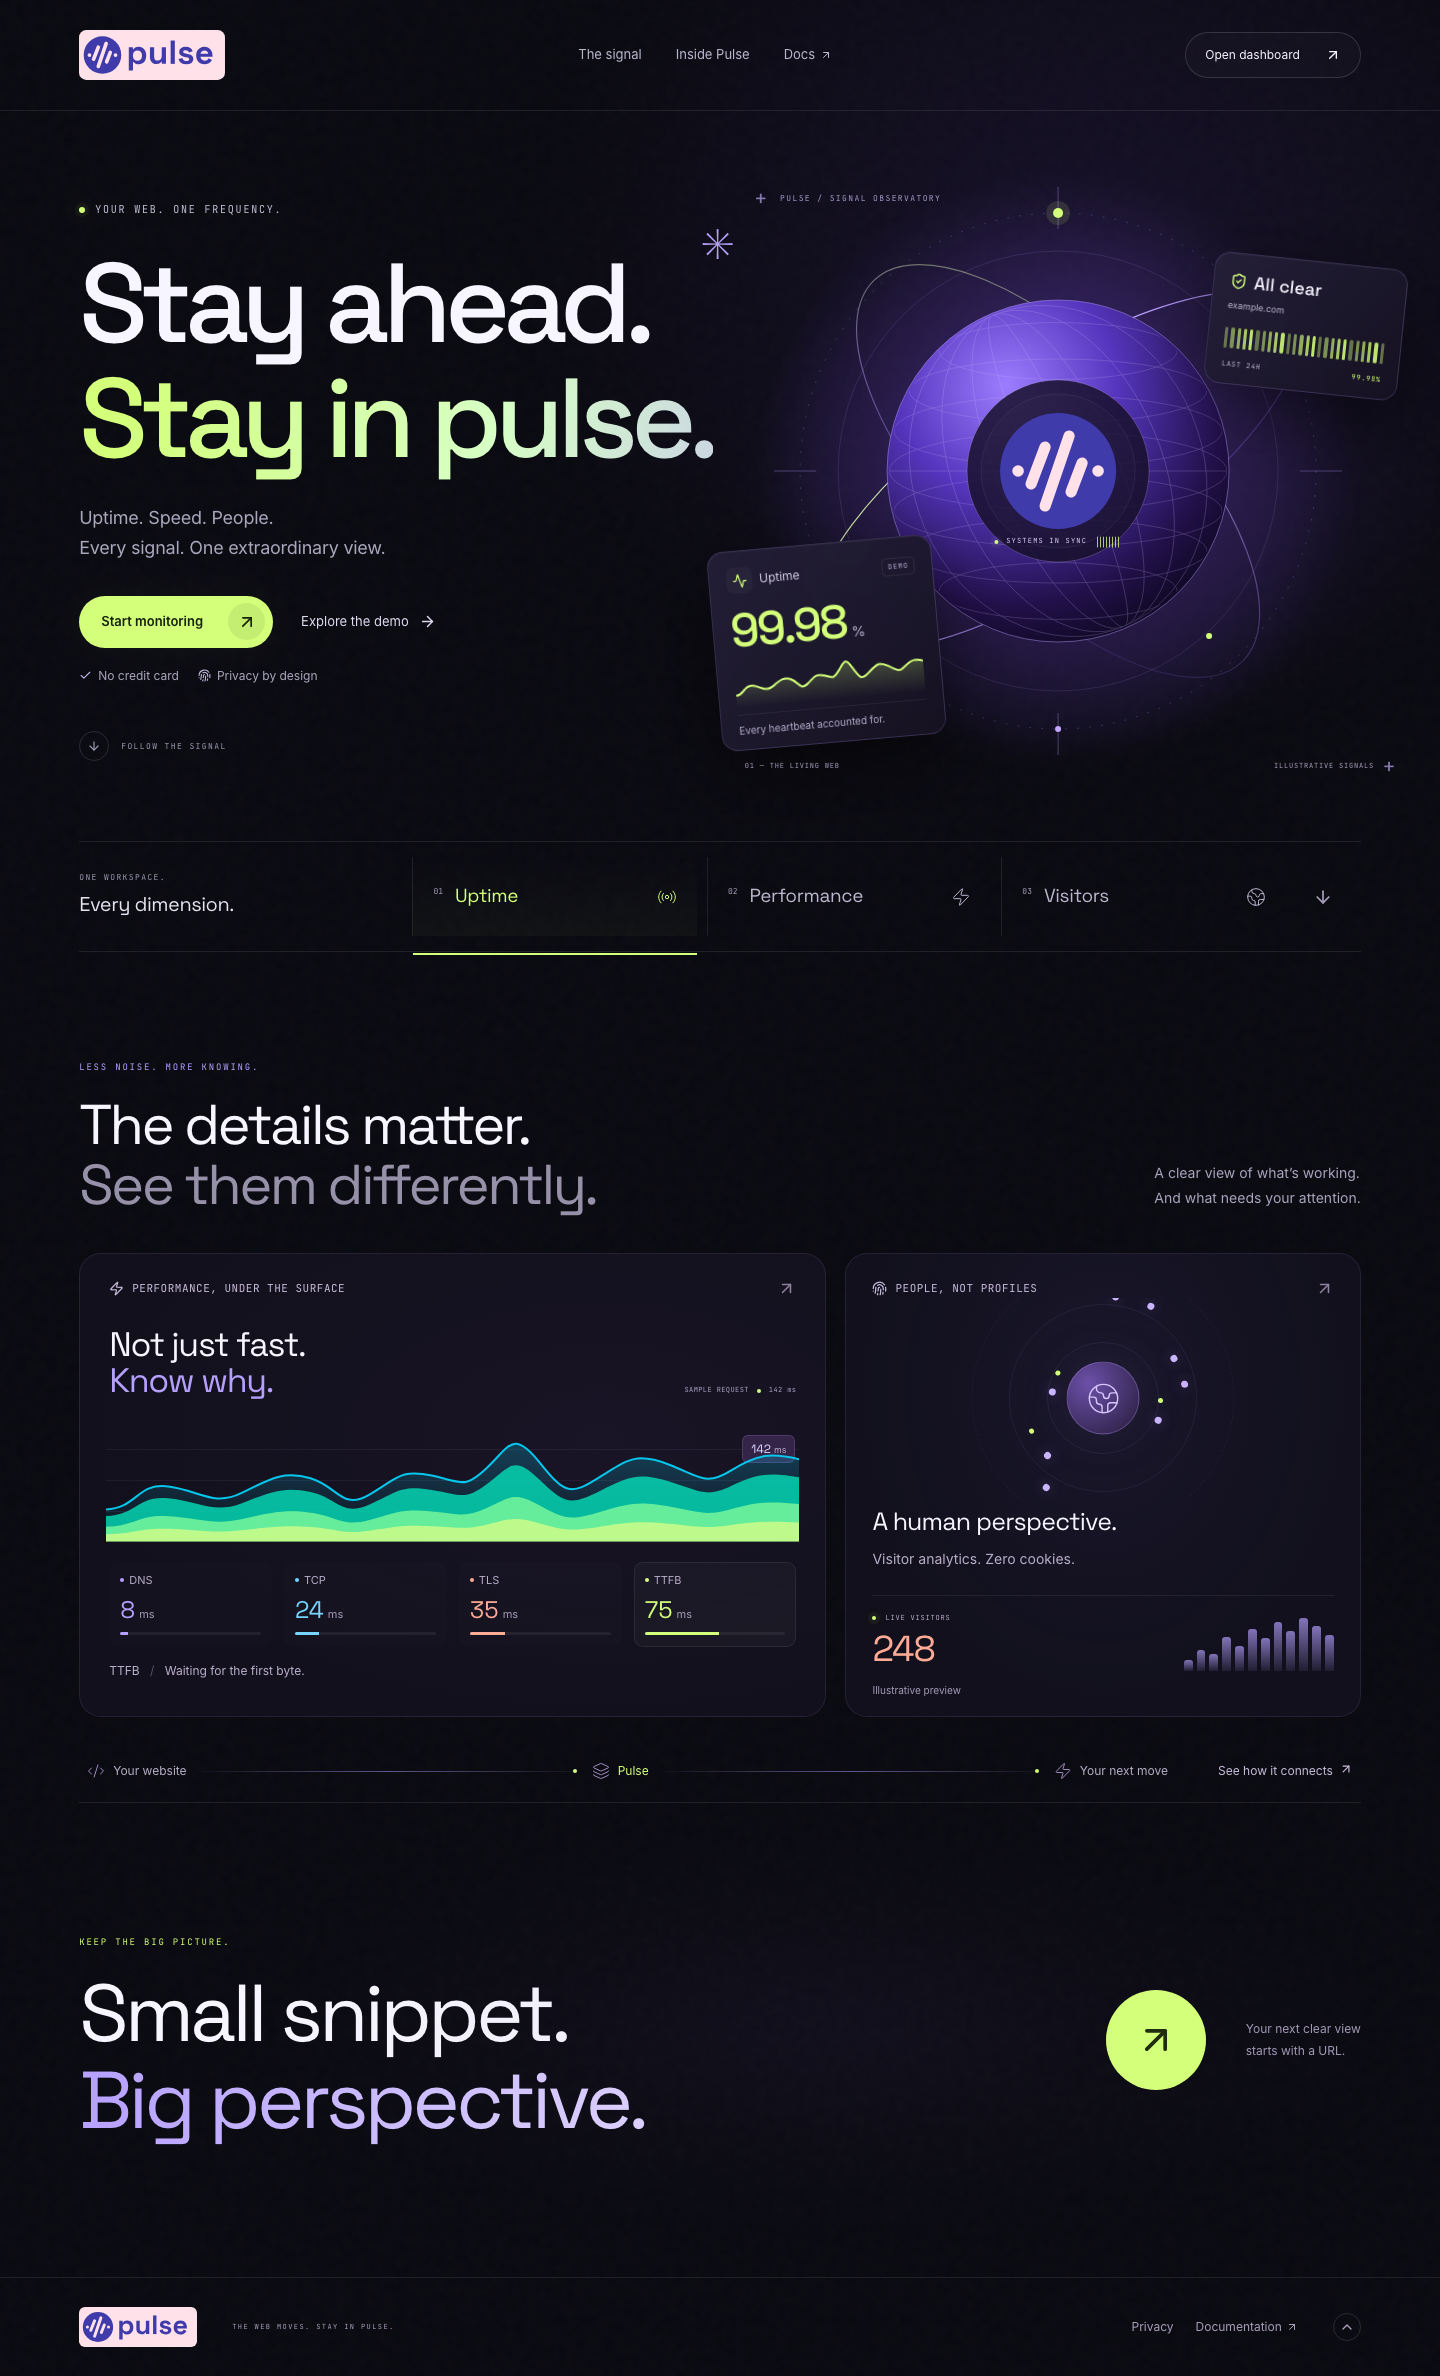 pulse
The signal
Inside Pulse
Docs
Open dashboard
YOUR WEB. ONE FREQUENCY.
Stay ahead.
Stay in pulse.
Uptime. Speed. People.
Every signal. One extraordinary view.
Start monitoring
Explore the demo
No credit card
Privacy by design
FOLLOW THE SIGNAL
PULSE / SIGNAL OBSERVATORY
All clear
example.com
LAST 24H
99.98%
SYSTEMS IN SYNC
Uptime
DEMO
99.98 %
Every heartbeat accounted for.
01 — THE LIVING WEB
ILLUSTRATIVE SIGNALS
ONE WORKSPACE.
Every dimension.
01 Uptime
02 Performance
03 Visitors
LESS NOISE. MORE KNOWING.
The details matter.
See them differently.
A clear view of what’s working.
And what needs your attention.
PERFORMANCE, UNDER THE SURFACE
Not just fast.
Know why.
SAMPLE REQUEST 142 ms
142 ms
DNS
8 ms
TCP
24 ms
TLS
35 ms
TTFB
75 ms
TTFB / Waiting for the first byte.
PEOPLE, NOT PROFILES
A human perspective.
Visitor analytics. Zero cookies.
LIVE VISITORS
248
Illustrative preview
Your website
Pulse
Your next move
See how it connects
KEEP THE BIG PICTURE.
Small snippet.
Big perspective.
Your next clear view
starts with a URL.
pulse
THE WEB MOVES. STAY IN PULSE.
Privacy
Documentation